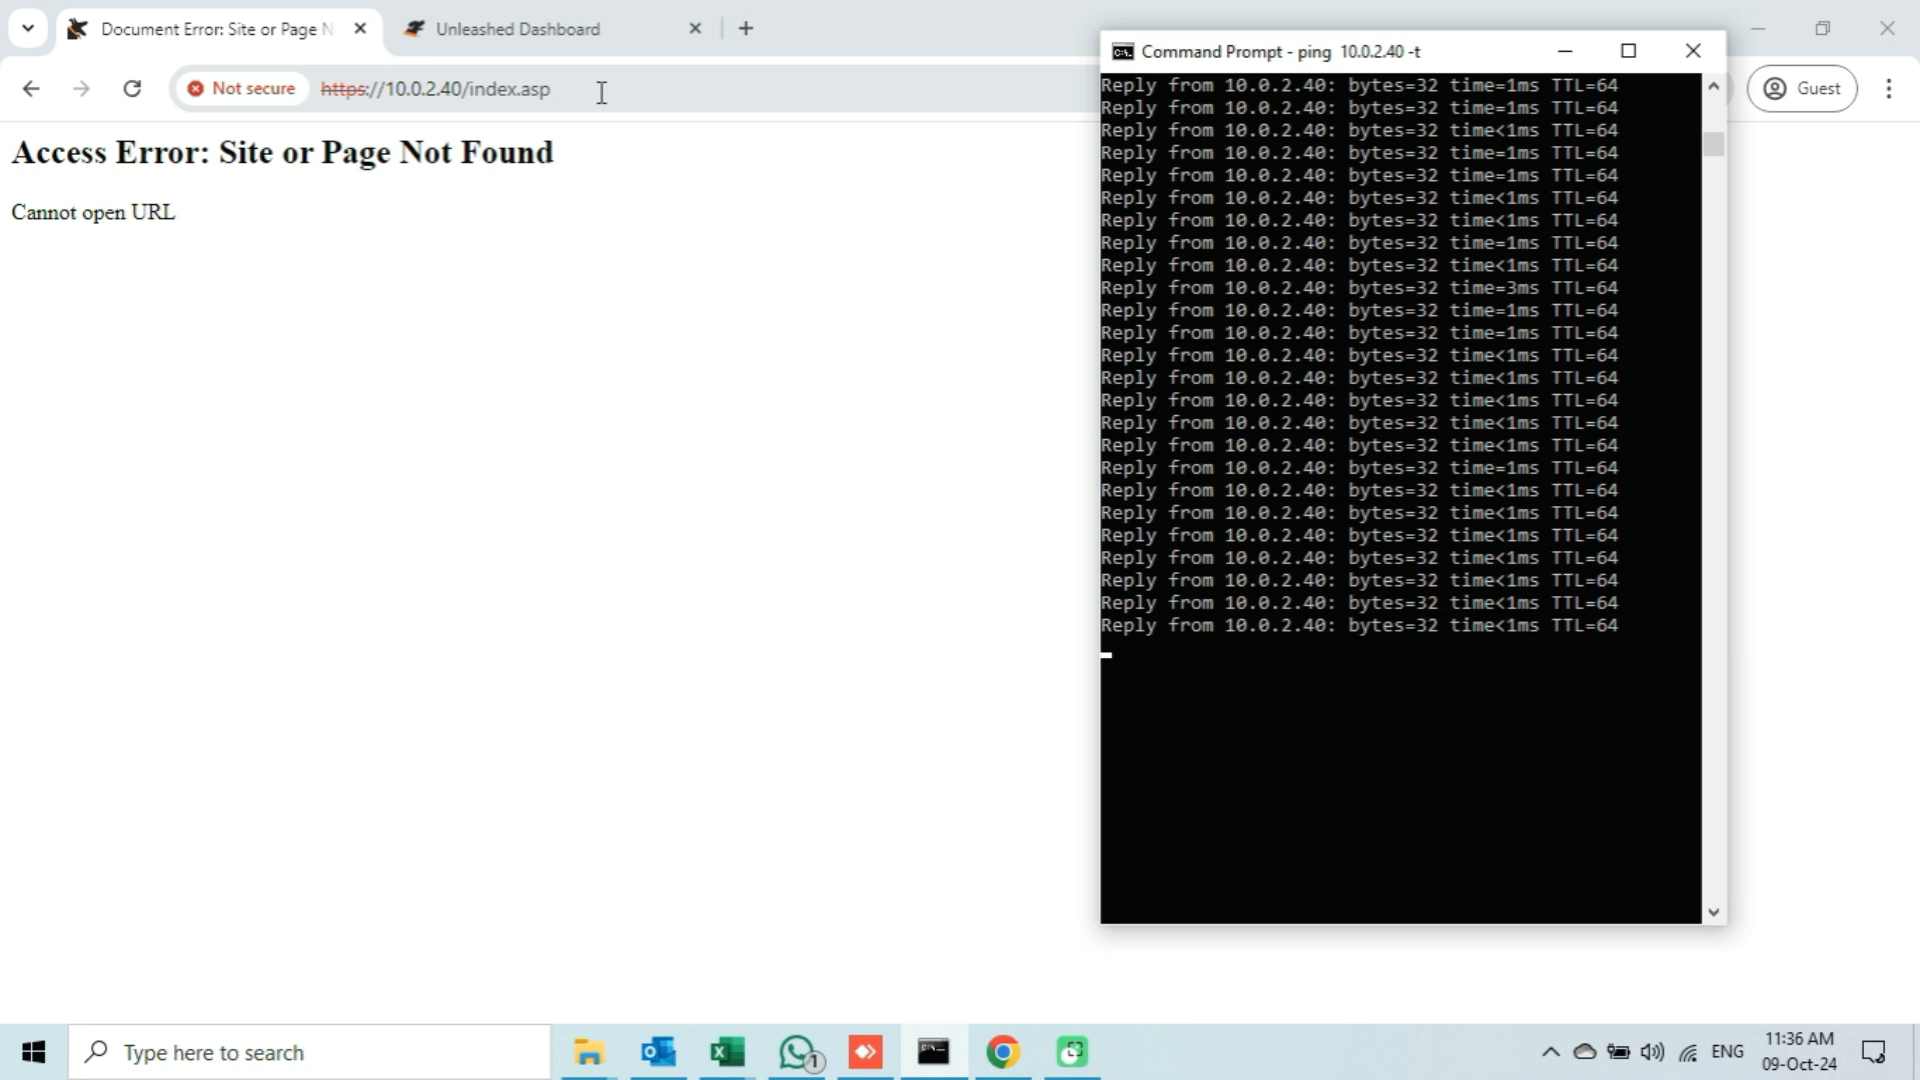 Document Error: Site or Page N
Unleashed Dashboard
Not secure
https://10.0.2.40/index.asp
Guest
Access Error: Site or Page Not Found
Cannot open URL
Command Prompt - ping 10.0.2.40 -t
Reply from 10.0.2.40: bytes=32 time=1ms TTL=64
Reply from 10.0.2.40: bytes=32 time=1ms TTL=64
Reply from 10.0.2.40: bytes=32 time<1ms TTL=64
Reply from 10.0.2.40: bytes=32 time=1ms TTL=64
Reply from 10.0.2.40: bytes=32 time=1ms TTL=64
Reply from 10.0.2.40: bytes=32 time<1ms TTL=64
Reply from 10.0.2.40: bytes=32 time<1ms TTL=64
Reply from 10.0.2.40: bytes=32 time=1ms TTL=64
Reply from 10.0.2.40: bytes=32 time<1ms TTL=64
Reply from 10.0.2.40: bytes=32 time=3ms TTL=64
Reply from 10.0.2.40: bytes=32 time=1ms TTL=64
Reply from 10.0.2.40: bytes=32 time=1ms TTL=64
Reply from 10.0.2.40: bytes=32 time<1ms TTL=64
Reply from 10.0.2.40: bytes=32 time<1ms TTL=64
Reply from 10.0.2.40: bytes=32 time<1ms TTL=64
Reply from 10.0.2.40: bytes=32 time<1ms TTL=64
Reply from 10.0.2.40: bytes=32 time<1ms TTL=64
Reply from 10.0.2.40: bytes=32 time=1ms TTL=64
Reply from 10.0.2.40: bytes=32 time<1ms TTL=64
Reply from 10.0.2.40: bytes=32 time<1ms TTL=64
Reply from 10.0.2.40: bytes=32 time<1ms TTL=64
Reply from 10.0.2.40: bytes=32 time<1ms TTL=64
Reply from 10.0.2.40: bytes=32 time<1ms TTL=64
Reply from 10.0.2.40: bytes=32 time<1ms TTL=64
Reply from 10.0.2.40: bytes=32 time<1ms TTL=64
Type here to search
1
ENG
11:36 AM
09-Oct-24